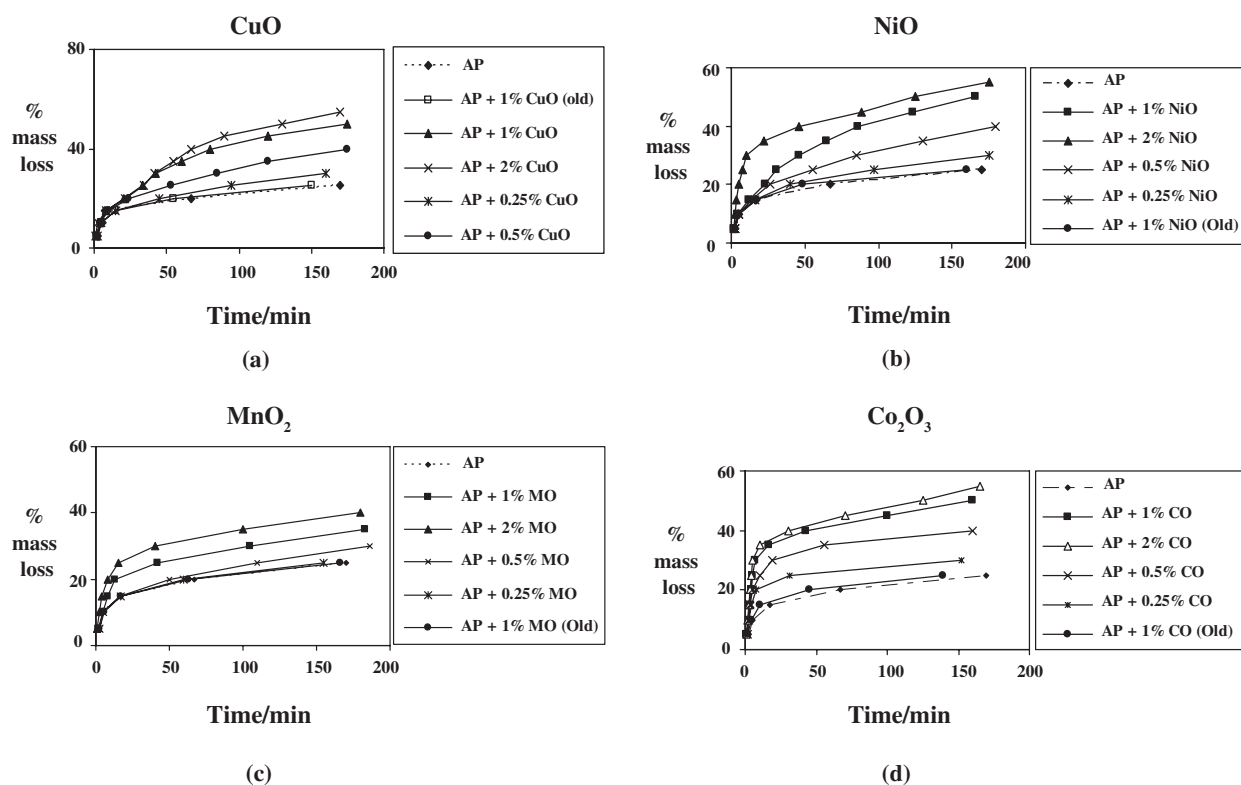 CuO
80
40
0
0 50 100 150 200
%
mass
loss
Time/min
AP
AP + 1% CuO (old)
AP + 1% CuO
AP + 2% CuO
AP + 0.25% CuO
AP + 0.5% CuO
(a)
NiO
60
40
20
0
0 50 100 150 200
%
mass
loss
Time/min
AP
AP + 1% NiO
AP + 2% NiO
AP + 0.5% NiO
AP + 0.25% NiO
AP + 1% NiO (Old)
(b)
MnO2
60
40
20
0
0 50 100 150 200
%
mass
loss
Time/min
AP
AP + 1% MO
AP + 2% MO
AP + 0.5% MO
AP + 0.25% MO
AP + 1% MO (Old)
(c)
Co2O3
60
40
20
0
0 50 100 150 200
%
mass
loss
Time/min
AP
AP + 1% CO
AP + 2% CO
AP + 0.5% CO
AP + 0.25% CO
AP + 1% CO (Old)
(d)